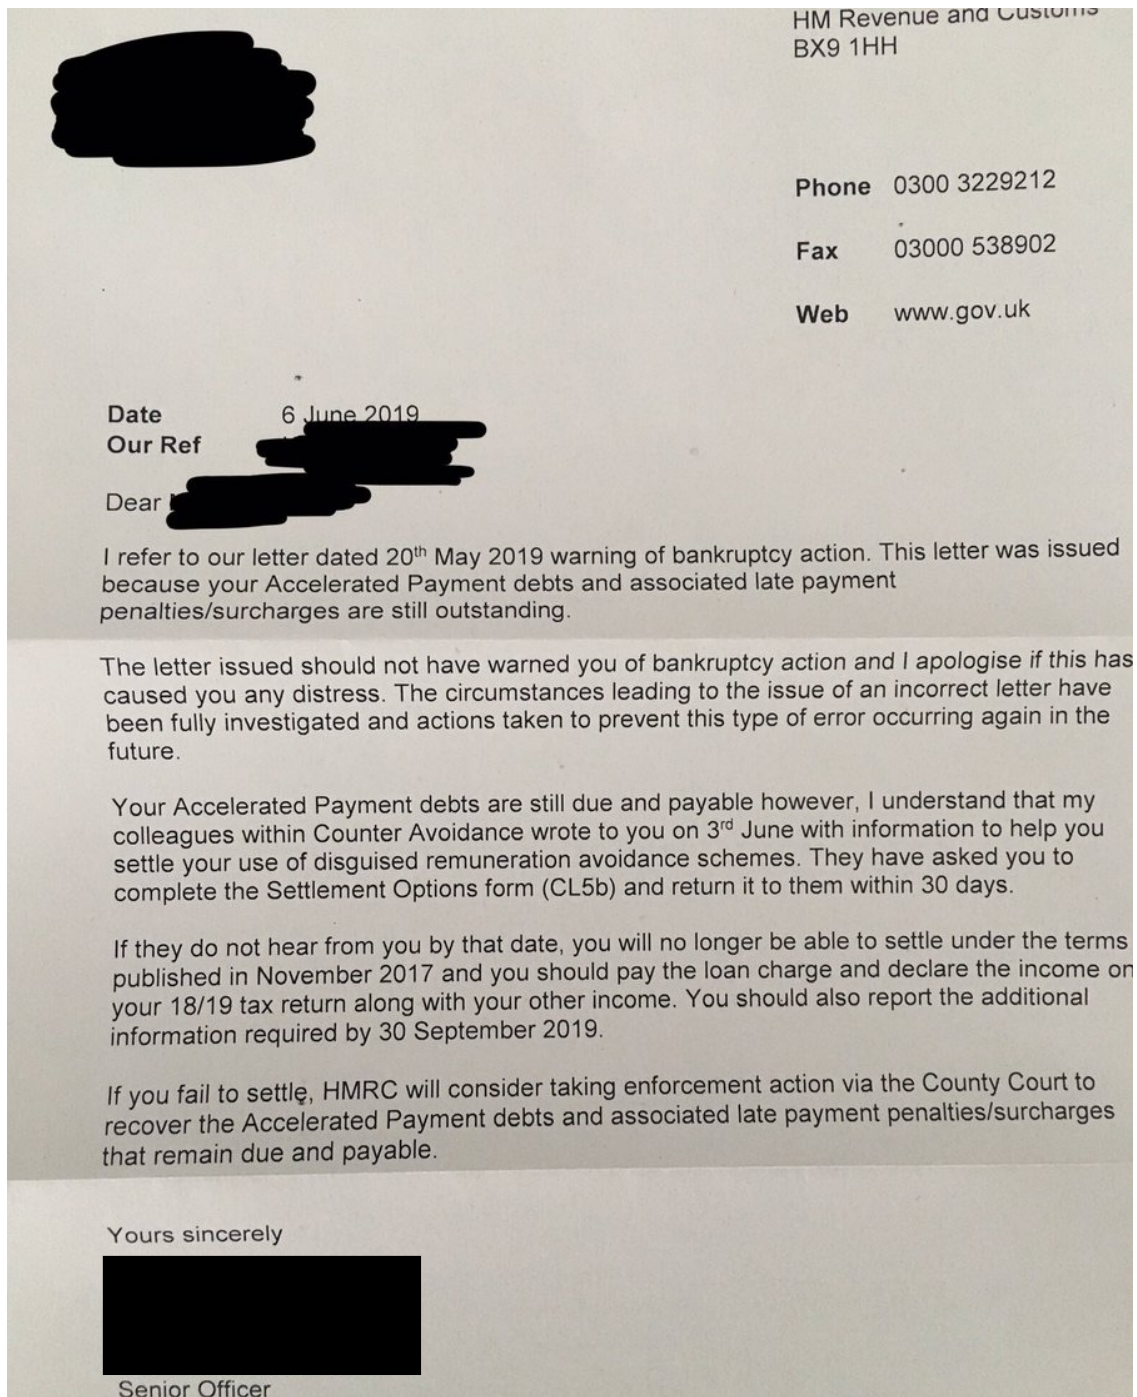 HM Revenue and Customs
BX9 1HH
Phone 0300 3229212
Fax 03000 538902
Web www.gov.uk
Date 6 June 2019
Our Ref
Dear
I refer to our letter dated 20th May 2019 warning of bankruptcy action. This letter was issued
because your Accelerated Payment debts and associated late payment
penalties/surcharges are still outstanding.
The letter issued should not have warned you of bankruptcy action and I apologise if this has
caused you any distress. The circumstances leading to the issue of an incorrect letter have
been fully investigated and actions taken to prevent this type of error occurring again in the
future.
Your Accelerated Payment debts are still due and payable however, I understand that my
colleagues within Counter Avoidance wrote to you on 3rd June with information to help you
settle your use of disguised remuneration avoidance schemes. They have asked you to
complete the Settlement Options form (CL5b) and return it to them within 30 days.
If they do not hear from you by that date, you will no longer be able to settle under the terms
published in November 2017 and you should pay the loan charge and declare the income on
your 18/19 tax return along with your other income. You should also report the additional
information required by 30 September 2019.
If you fail to settle, HMRC will consider taking enforcement action via the County Court to
recover the Accelerated Payment debts and associated late payment penalties/surcharges
that remain due and payable.
Yours sincerely
Senior Officer